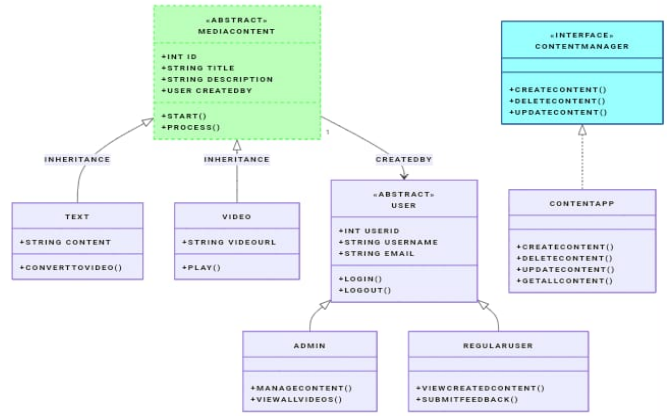 «ABSTRACT»
MEDIACONTENT
+INT ID
+STRING TITLE
+STRING DESCRIPTION
+USER CREATEDBY
+START()
+PROCESS()
«INTERFACE»
CONTENTMANAGER
+CREATECONTENT()
+DELETECONTENT()
+UPDATECONTENT()
1
INHERITANCE
INHERITANCE
CREATEDBY
TEXT
+STRING CONTENT
+CONVERTTOVIDEO()
VIDEO
+STRING VIDEOURL
+PLAY()
«ABSTRACT»
USER
+INT USERID
+STRING USERNAME
+STRING EMAIL
+LOGIN()
+LOGOUT()
CONTENTAPP
+CREATECONTENT()
+DELETECONTENT()
+UPDATECONTENT()
+GETALLCONTENT()
ADMIN
+MANAGECONTENT()
+VIEWALLVIDEOS()
REGULARUSER
+VIEWCREATEDCONTENT()
+SUBMITFEEDBACK()